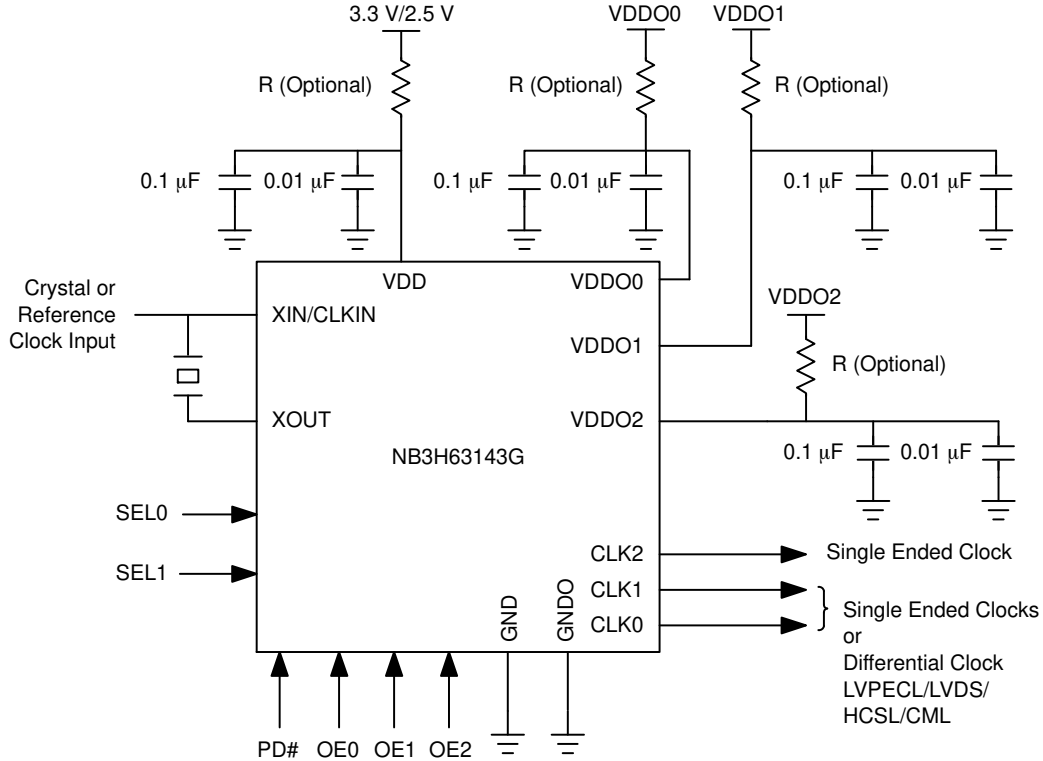 3.3 V/2.5 V
VDDO0
VDDO1
R (Optional)
R (Optional)
R (Optional)
0.1 μF
0.01 μF
0.1 μF
0.01 μF
0.1 μF
0.01 μF
VDD
VDDO0
Crystal or
Reference
Clock Input
XIN/CLKIN
VDDO2
VDDO1
R (Optional)
XOUT
VDDO2
NB3H63143G
0.1 μF
0.01 μF
SEL0
SEL1
CLK2
Single Ended Clock
CLK1
CLK0
GND
GNDO
Single Ended Clocks
or
Differential Clock
LVPECL/LVDS/
HCSL/CML
PD#
OE0
OE1
OE2